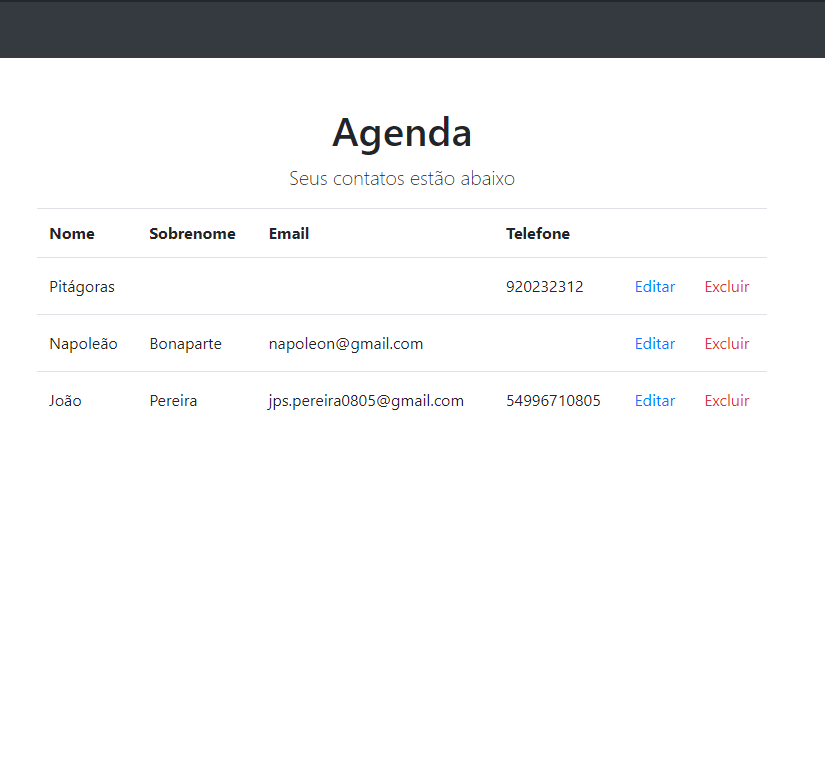 Agenda
Seus contatos estão abaixo
Nome Sobrenome Email Telefone
Pitágoras 920232312 Editar Excluir
Napoleão Bonaparte napoleon@gmail.com Editar Excluir
João Pereira jps.pereira0805@gmail.com 54996710805 Editar Excluir